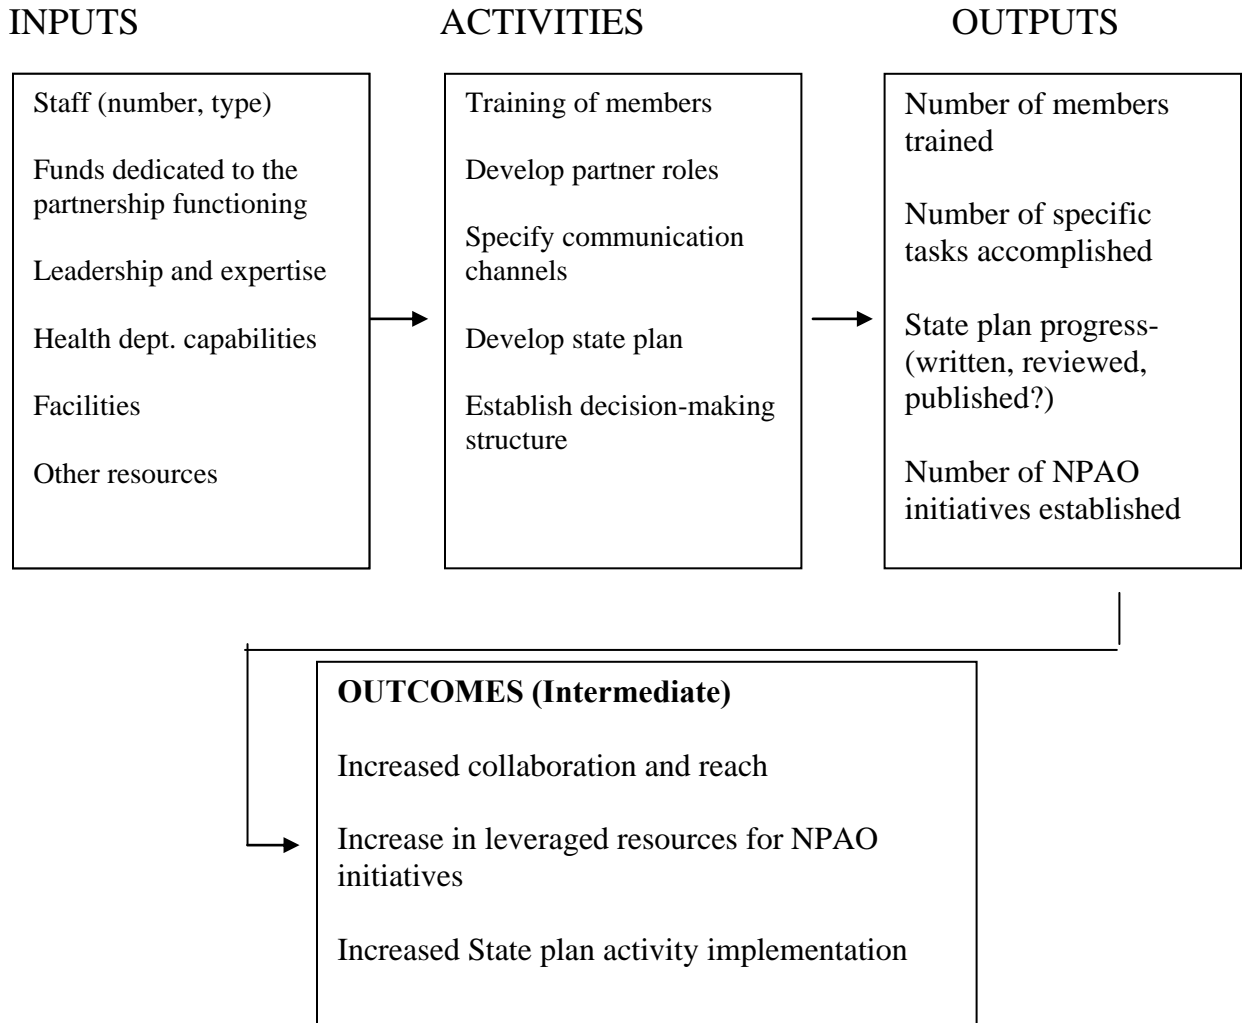 INPUTS
ACTIVITIES
OUTPUTS
Staff (number, type)
Funds dedicated to the
partnership functioning
Leadership and expertise
Health dept. capabilities
Facilities
Other resources
Training of members
Develop partner roles
Specify communication
channels
Develop state plan
Establish decision-making
structure
Number of members
trained
Number of specific
tasks accomplished
State plan progress-
(written, reviewed,
published?)
Number of NPAO
initiatives established
OUTCOMES (Intermediate)
Increased collaboration and reach
Increase in leveraged resources for NPAO
initiatives
Increased State plan activity implementation